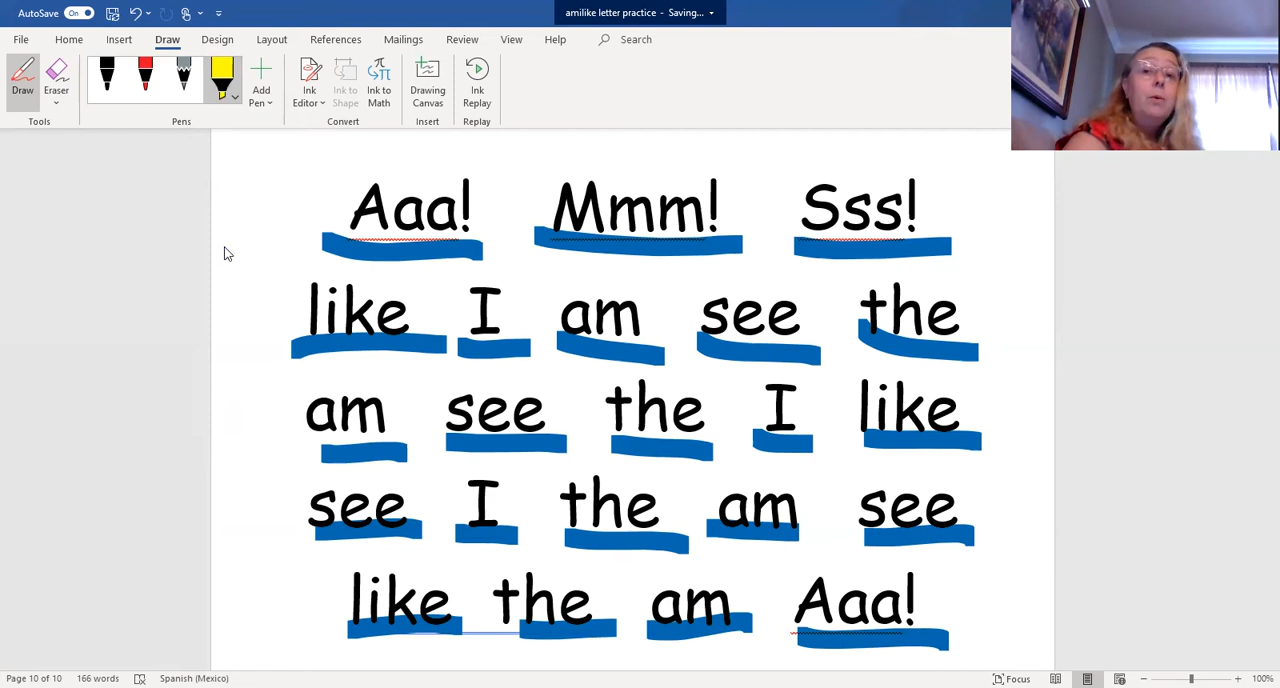 AutoSave On amilike letter practice - Saving...
File Home Insert Draw Design Layout References Mailings Review View Help Search
Draw Eraser Add Pen Ink Editor Ink to Shape Ink to Math Drawing Canvas Ink Replay
Tools Pens Convert Insert Replay
Aaa! Mmm! Sss!
like I am see the
am see the I like
see I the am see
like the am Aaa!
Page 10 of 10 166 words Spanish (Mexico) Focus 100%